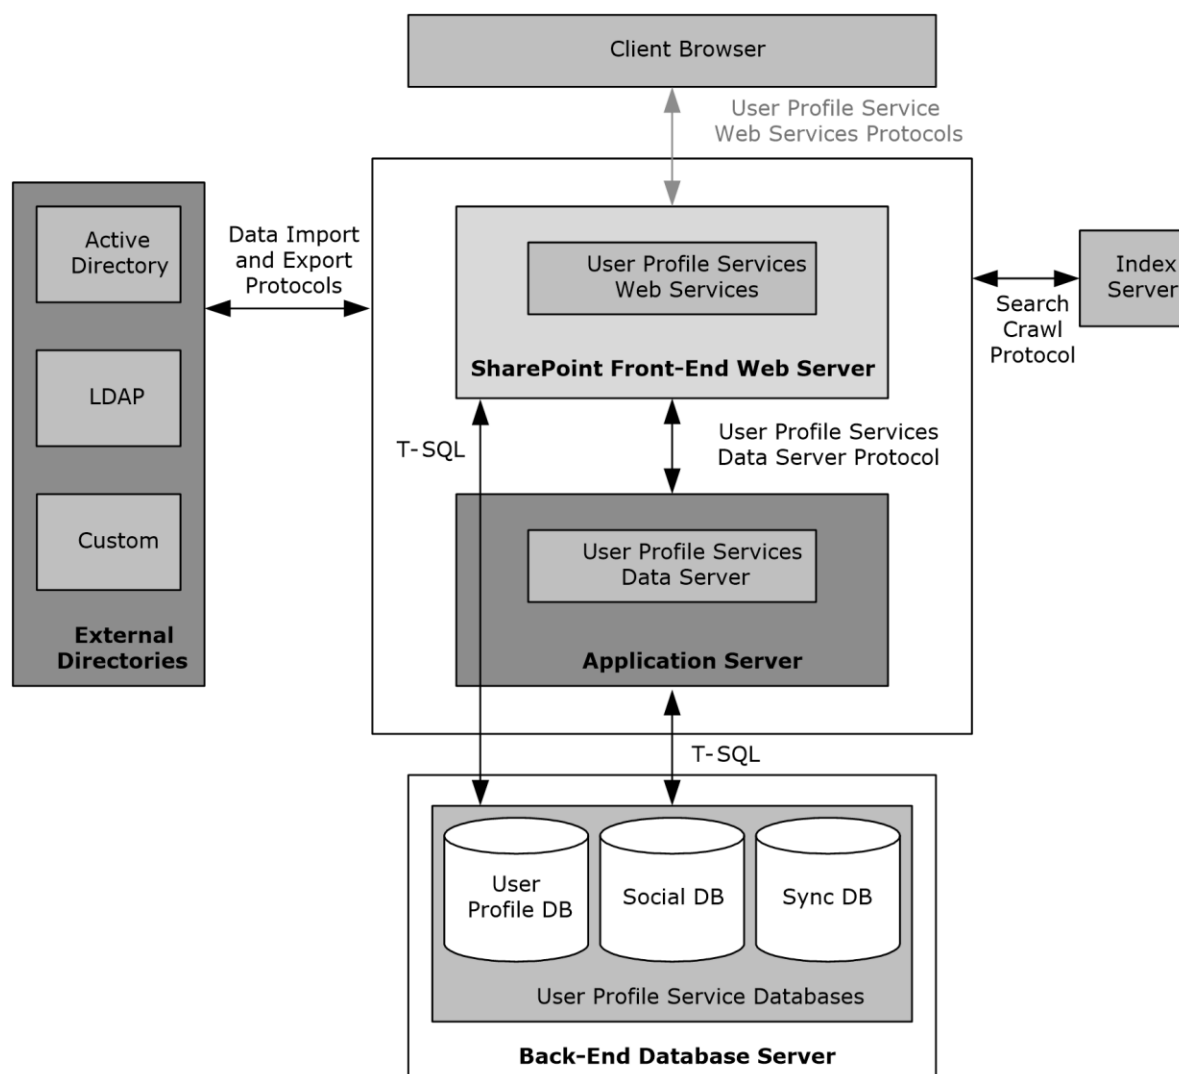 Client Browser
User Profile Service
Web Services Protocols
Active
Directory
LDAP
Custom
External
Directories
Data Import
and Export
Protocols
User Profile Services
Web Services
SharePoint Front-End Web Server
T-SQL
User Profile Services
Data Server Protocol
User Profile Services
Data Server
Application Server
Index
Server
Search
Crawl
Protocol
T-SQL
User
Profile DB
Social DB
Sync DB
User Profile Service Databases
Back-End Database Server